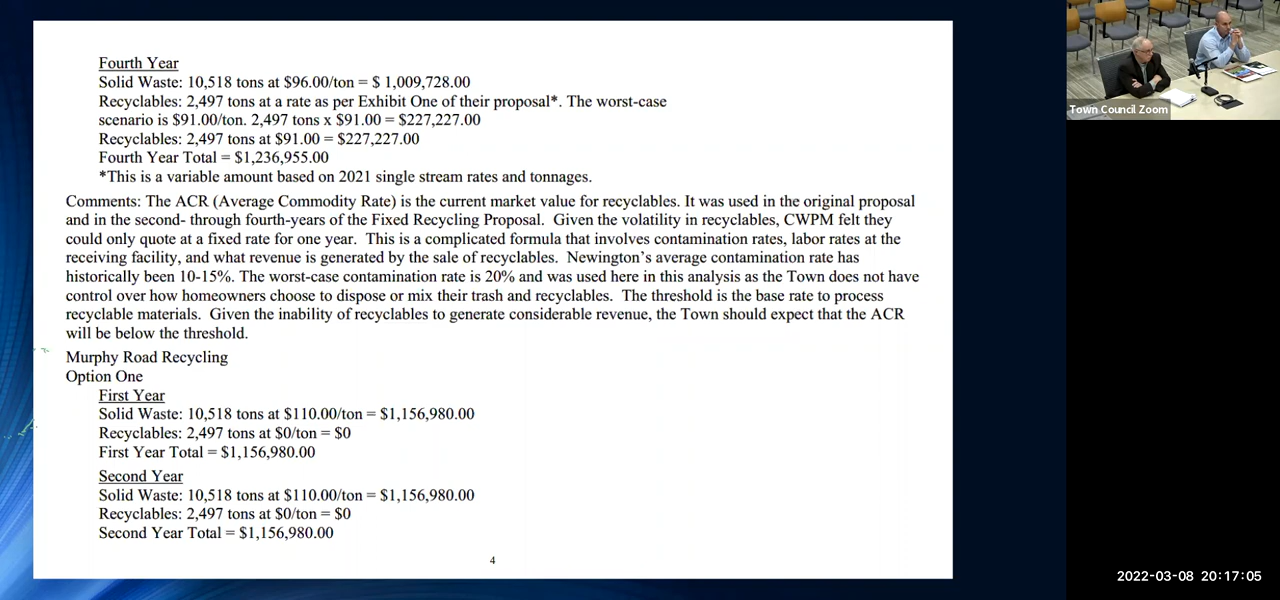 Fourth Year
Solid Waste: 10,518 tons at $96.00/ton = $ 1,009,728.00
Recyclables: 2,497 tons at a rate as per Exhibit One of their proposal*. The worst-case
scenario is $91.00/ton. 2,497 tons x $91.00 = $227,227.00
Recyclables: 2,497 tons at $91.00 = $227,227.00
Fourth Year Total = $1,236,955.00
*This is a variable amount based on 2021 single stream rates and tonnages.
Comments: The ACR (Average Commodity Rate) is the current market value for recyclables. It was used in the original proposal
and in the second- through fourth-years of the Fixed Recycling Proposal. Given the volatility in recyclables, CWPM felt they
could only quote at a fixed rate for one year. This is a complicated formula that involves contamination rates, labor rates at the
receiving facility, and what revenue is generated by the sale of recyclables. Newington's average contamination rate has
historically been 10-15%. The worst-case contamination rate is 20% and was used here in this analysis as the Town does not have
control over how homeowners choose to dispose or mix their trash and recyclables. The threshold is the base rate to process
recyclable materials. Given the inability of recyclables to generate considerable revenue, the Town should expect that the ACR
will be below the threshold.
Murphy Road Recycling
Option One
First Year
Solid Waste: 10,518 tons at $110.00/ton = $1,156,980.00
Recyclables: 2,497 tons at $0/ton = $0
First Year Total = $1,156,980.00
Second Year
Solid Waste: 10,518 tons at $110.00/ton = $1,156,980.00
Recyclables: 2,497 tons at $0/ton = $0
Second Year Total = $1,156,980.00
4
Town Council Zoom
2022-03-08 20:17:05